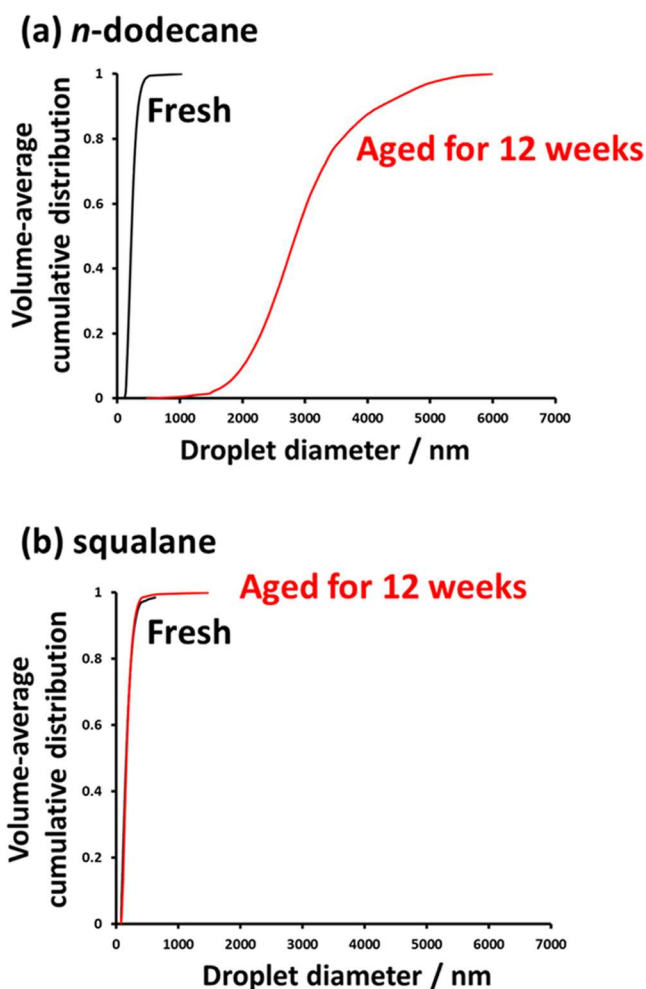 (a) n-dodecane
Volume-average
cumulative distribution
1
0.8
0.6
0.4
0.2
0
Fresh
Aged for 12 weeks
0 1000 2000 3000 4000 5000 6000 7000
Droplet diameter / nm
(b) squalane
Volume-average
cumulative distribution
1
0.8
0.6
0.4
0.2
0
Aged for 12 weeks
Fresh
0 1000 2000 3000 4000 5000 6000 7000
Droplet diameter / nm